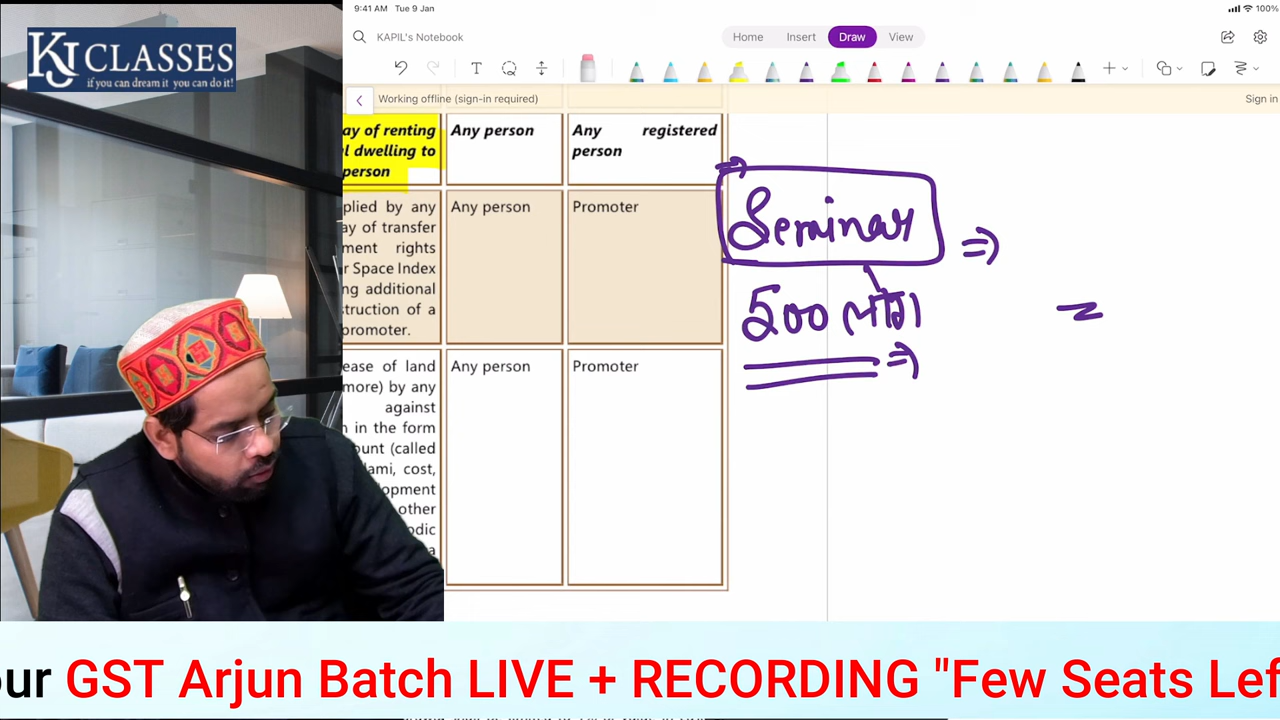 KJ CLASSES
if you can dream it you can do it!
9:41 AM Tue 9 Jan
100%
KAPIL's Notebook
Home Insert Draw View
Working offline (sign-in required)
Sign in
ay of renting
l dwelling to
person
Any person
Any registered
person
plied by any
ay of transfer
ment rights
r Space Index
ng additional
struction of a
promoter.
Any person
Promoter
ease of land
more) by any
against
n in the form
ount (called
lami, cost,
opment
other
odic
a
Any person
Promoter
Seminar
500
our GST Arjun Batch LIVE + RECORDING "Few Seats Lef